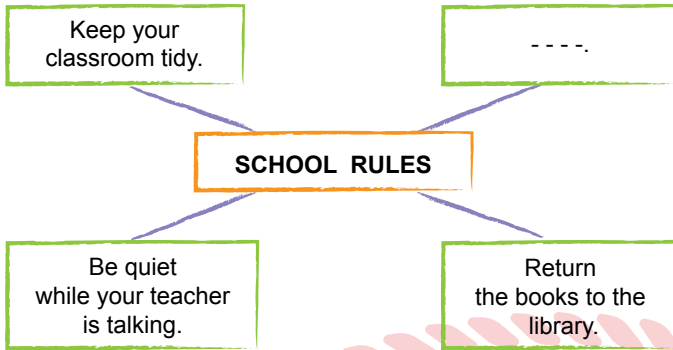 Keep your
classroom tidy.
- - - -.
SCHOOL RULES
Be quiet
while your teacher
is talking.
Return
the books to the
library.